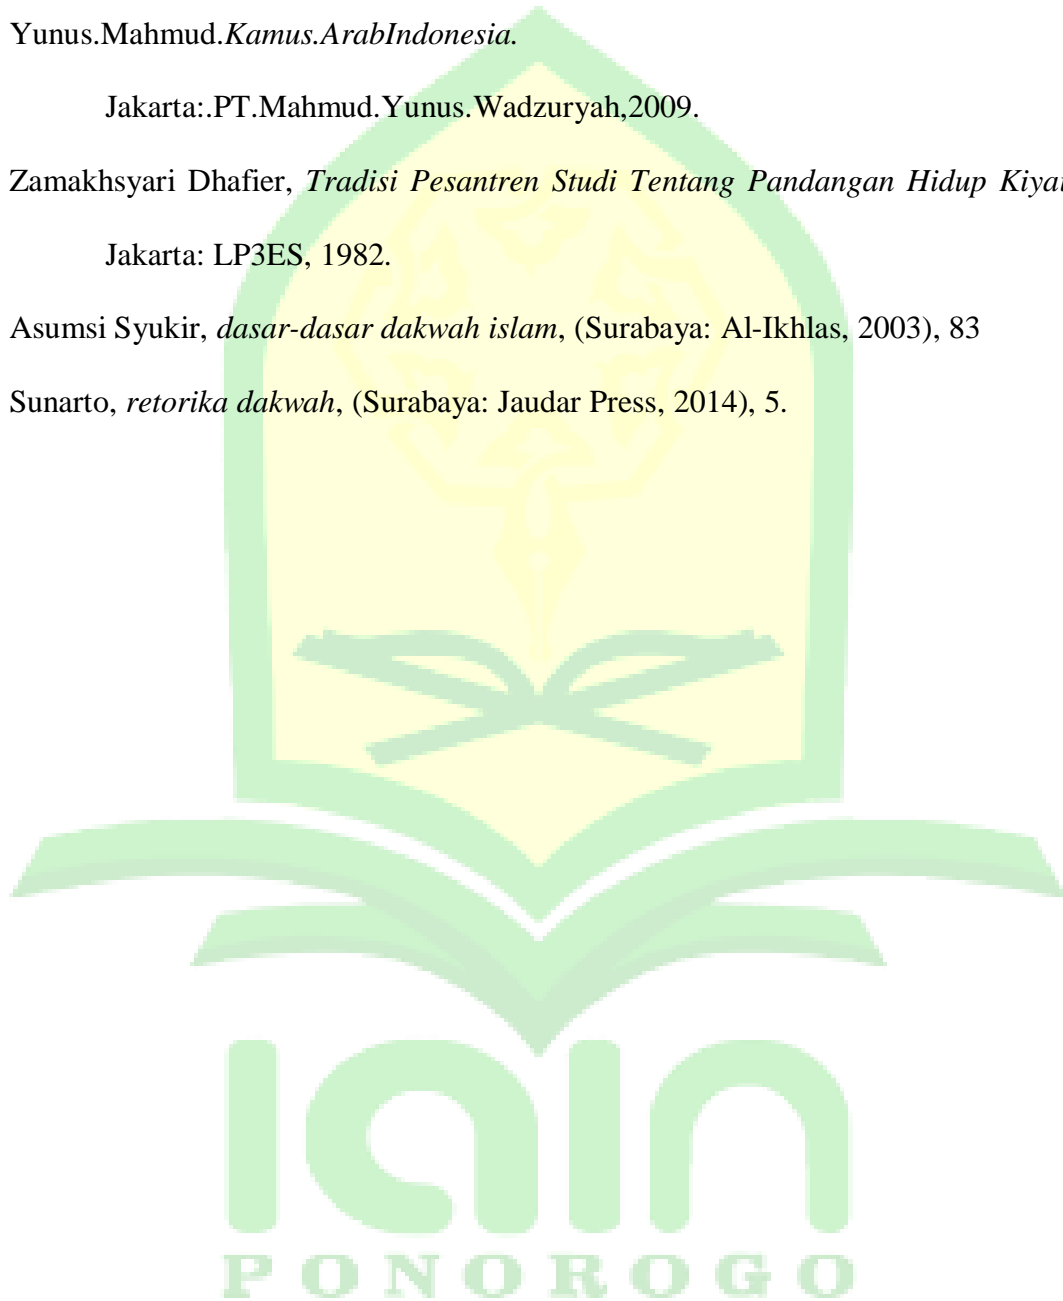 Yunus.Mahmud.Kamus.ArabIndonesia.
Jakarta:.PT.Mahmud.Yunus.Wadzuryah,2009.
Zamakhsyari Dhafier, Tradisi Pesantren Studi Tentang Pandangan Hidup Kiyai
Jakarta: LP3ES, 1982.
Asumsi Syukir, dasar-dasar dakwah islam, (Surabaya: Al-Ikhlas, 2003), 83
Sunarto, retorika dakwah, (Surabaya: Jaudar Press, 2014), 5.
iain
PONOROGO